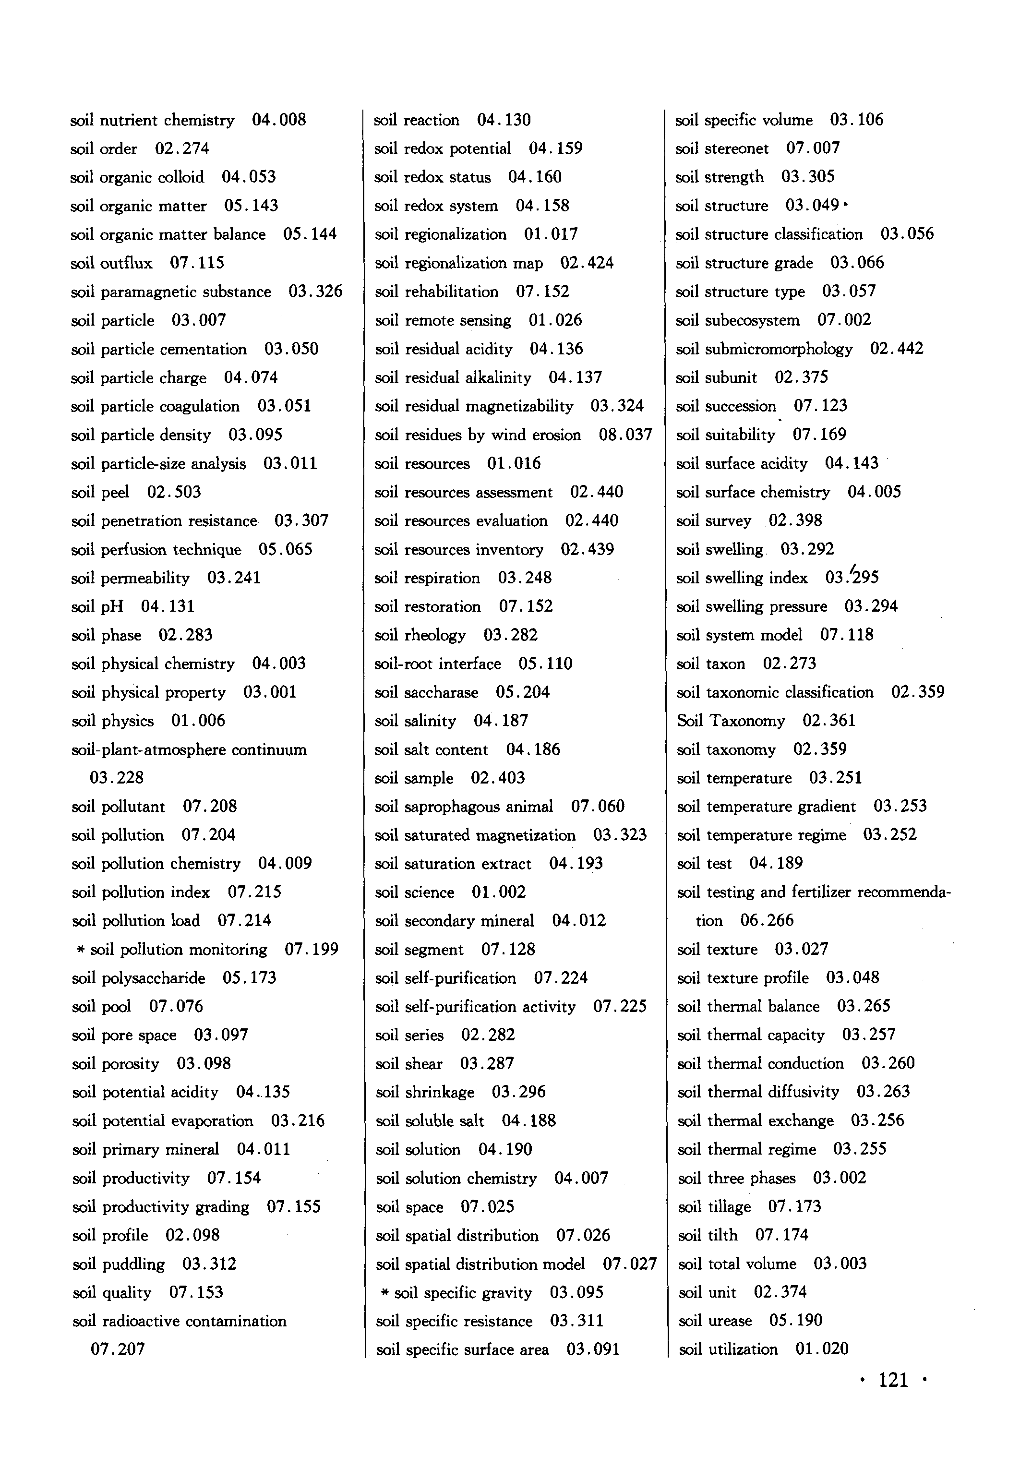 soil nutrient chemistry 04.008
soil order 02.274
soil organic colloid 04.053
soil organic matter 05.143
soil organic matter balance 05.144
soil outflux 07.115
soil paramagnetic substance 03.326
soil particle 03.007
soil particle cementation 03.050
soil particle charge 04.074
soil particle coagulation 03.051
soil particle density 03.095
soil particle-size analysis 03.011
soil peel 02.503
soil penetration resistance 03.307
soil perfusion technique 05.065
soil permeability 03.241
soil pH 04.131
soil phase 02.283
soil physical chemistry 04.003
soil physical property 03.001
soil physics 01.006
soil-plant-atmosphere continuum
03.228
soil pollutant 07.208
soil pollution 07.204
soil pollution chemistry 04.009
soil pollution index 07.215
soil pollution load 07.214
* soil pollution monitoring 07.199
soil polysaccharide 05.173
soil pool 07.076
soil pore space 03.097
soil porosity 03.098
soil potential acidity 04.135
soil potential evaporation 03.216
soil primary mineral 04.011
soil productivity 07.154
soil productivity grading 07.155
soil profile 02.098
soil puddling 03.312
soil quality 07.153
soil radioactive contamination
07.207
soil reaction 04.130
soil redox potential 04.159
soil redox status 04.160
soil redox system 04.158
soil regionalization 01.017
soil regionalization map 02.424
soil rehabilitation 07.152
soil remote sensing 01.026
soil residual acidity 04.136
soil residual alkalinity 04.137
soil residual magnetizability 03.324
soil residues by wind erosion 08.037
soil resources 01.016
soil resources assessment 02.440
soil resources evaluation 02.440
soil resources inventory 02.439
soil respiration 03.248
soil restoration 07.152
soil rheology 03.282
soil-root interface 05.110
soil saccharase 05.204
soil salinity 04.187
soil salt content 04.186
soil sample 02.403
soil saprophagous animal 07.060
soil saturated magnetization 03.323
soil saturation extract 04.193
soil science 01.002
soil secondary mineral 04.012
soil segment 07.128
soil self-purification 07.224
soil self-purification activity 07.225
soil series 02.282
soil shear 03.287
soil shrinkage 03.296
soil soluble salt 04.188
soil solution 04.190
soil solution chemistry 04.007
soil space 07.025
soil spatial distribution 07.026
soil spatial distribution model 07.027
* soil specific gravity 03.095
soil specific resistance 03.311
soil specific surface area 03.091
soil specific volume 03.106
soil stereonet 07.007
soil strength 03.305
soil structure 03.049
soil structure classification 03.056
soil structure grade 03.066
soil structure type 03.057
soil subecosystem 07.002
soil submicromorphology 02.442
soil subunit 02.375
soil succession 07.123
soil suitability 07.169
soil surface acidity 04.143
soil surface chemistry 04.005
soil survey 02.398
soil swelling 03.292
soil swelling index 03.295
soil swelling pressure 03.294
soil system model 07.118
soil taxon 02.273
soil taxonomic classification 02.359
Soil Taxonomy 02.361
soil taxonomy 02.359
soil temperature 03.251
soil temperature gradient 03.253
soil temperature regime 03.252
soil test 04.189
soil testing and fertilizer recommenda-
tion 06.266
soil texture 03.027
soil texture profile 03.048
soil thermal balance 03.265
soil thermal capacity 03.257
soil thermal conduction 03.260
soil thermal diffusivity 03.263
soil thermal exchange 03.256
soil thermal regime 03.255
soil three phases 03.002
soil tillage 07.173
soil tilth 07.174
soil total volume 03.003
soil unit 02.374
soil urease 05.190
soil utilization 01.020
· 121 ·